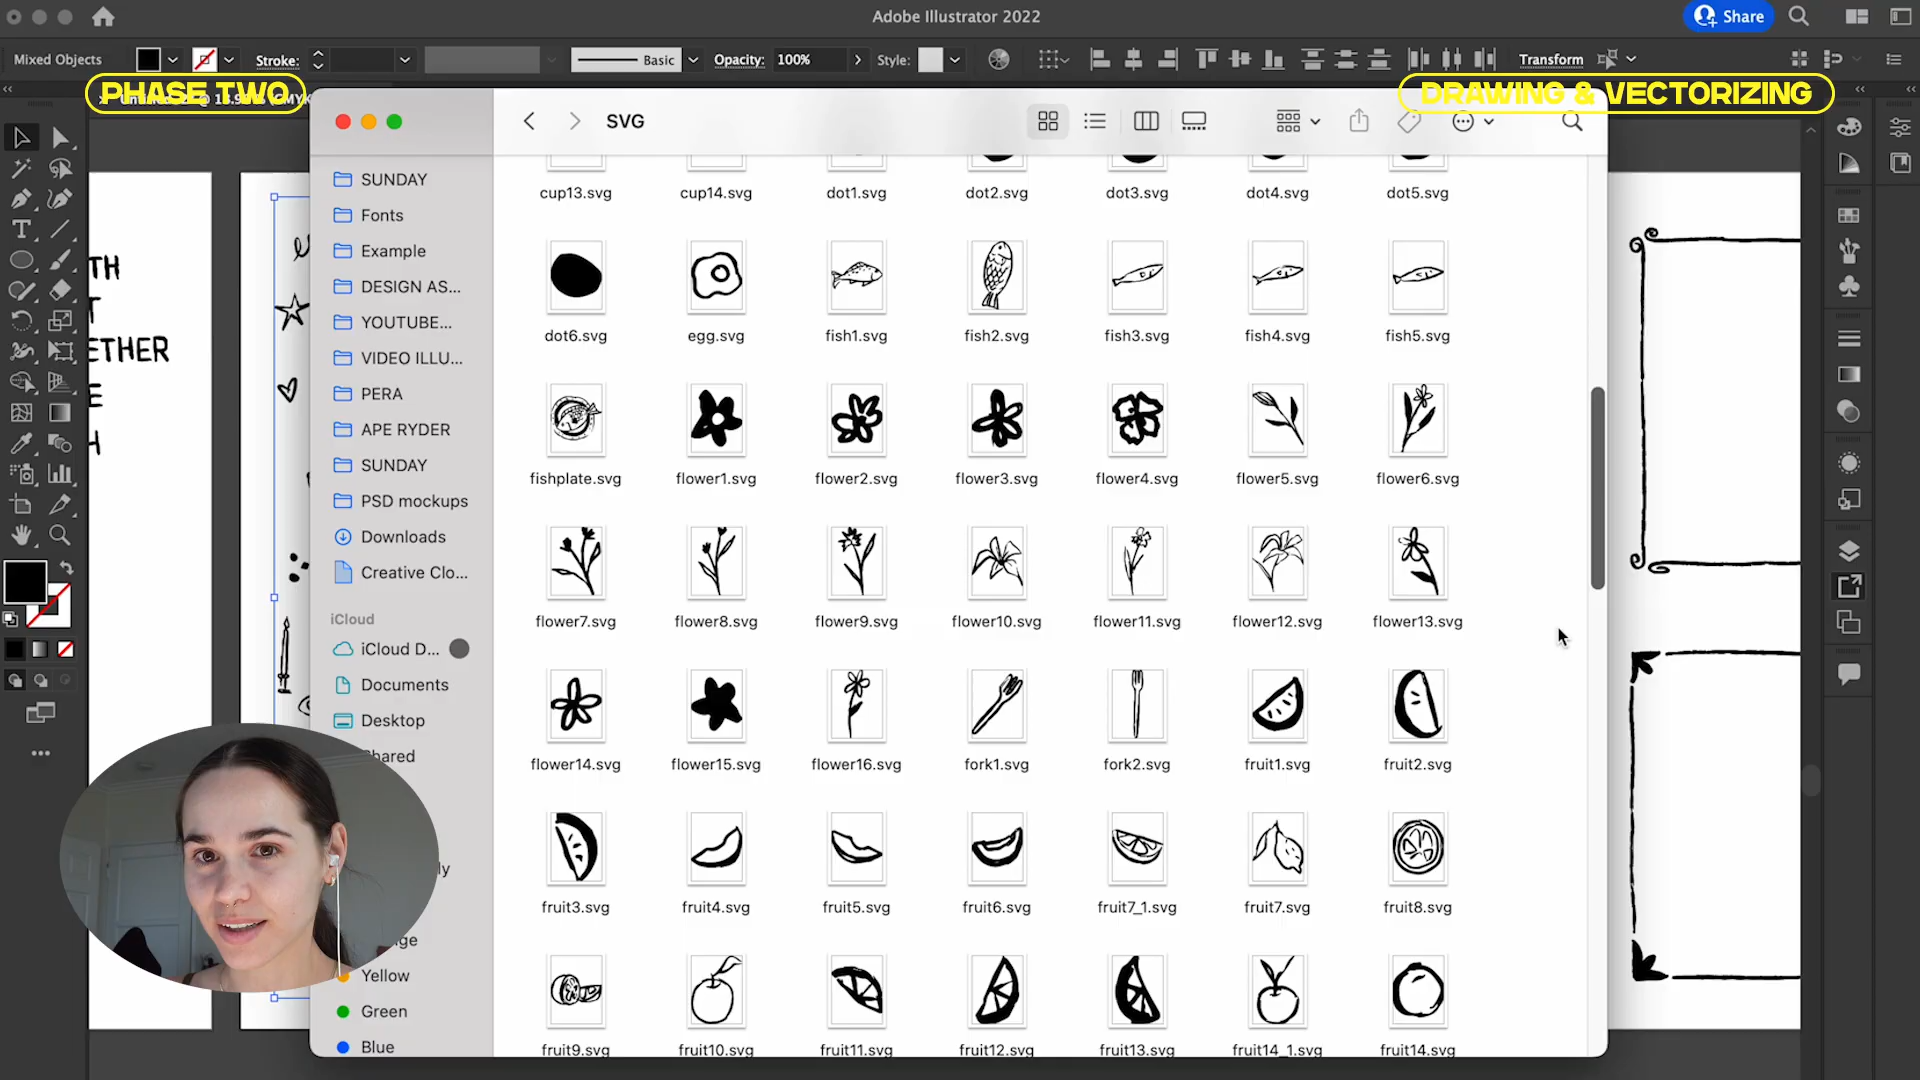 Adobe Illustrator 2022
Share
Mixed Objects
Stroke:
Basic
Opacity:
100%
Style:
Transform
PHASE TWO
DRAWING & VECTORIZING
SVG
SUNDAY
Fonts
Example
DESIGN AS...
YOUTUBE...
VIDEO ILLU...
PERA
APE RYDER
SUNDAY
PSD mockups
Downloads
Creative Clo...
iCloud
iCloud D...
Documents
Desktop
Shared
Yellow
Green
Blue
TH
T
ETHER
E
H
cup13.svg cup14.svg dot1.svg dot2.svg dot3.svg dot4.svg dot5.svg
dot6.svg egg.svg fish1.svg fish2.svg fish3.svg fish4.svg fish5.svg
fishplate.svg flower1.svg flower2.svg flower3.svg flower4.svg flower5.svg flower6.svg
flower7.svg flower8.svg flower9.svg flower10.svg flower11.svg flower12.svg flower13.svg
flower14.svg flower15.svg flower16.svg fork1.svg fork2.svg fruit1.svg fruit2.svg
fruit3.svg fruit4.svg fruit5.svg fruit6.svg fruit7_1.svg fruit7.svg fruit8.svg
fruit9.svg fruit10.svg fruit11.svg fruit12.svg fruit13.svg fruit14_1.svg fruit14.svg